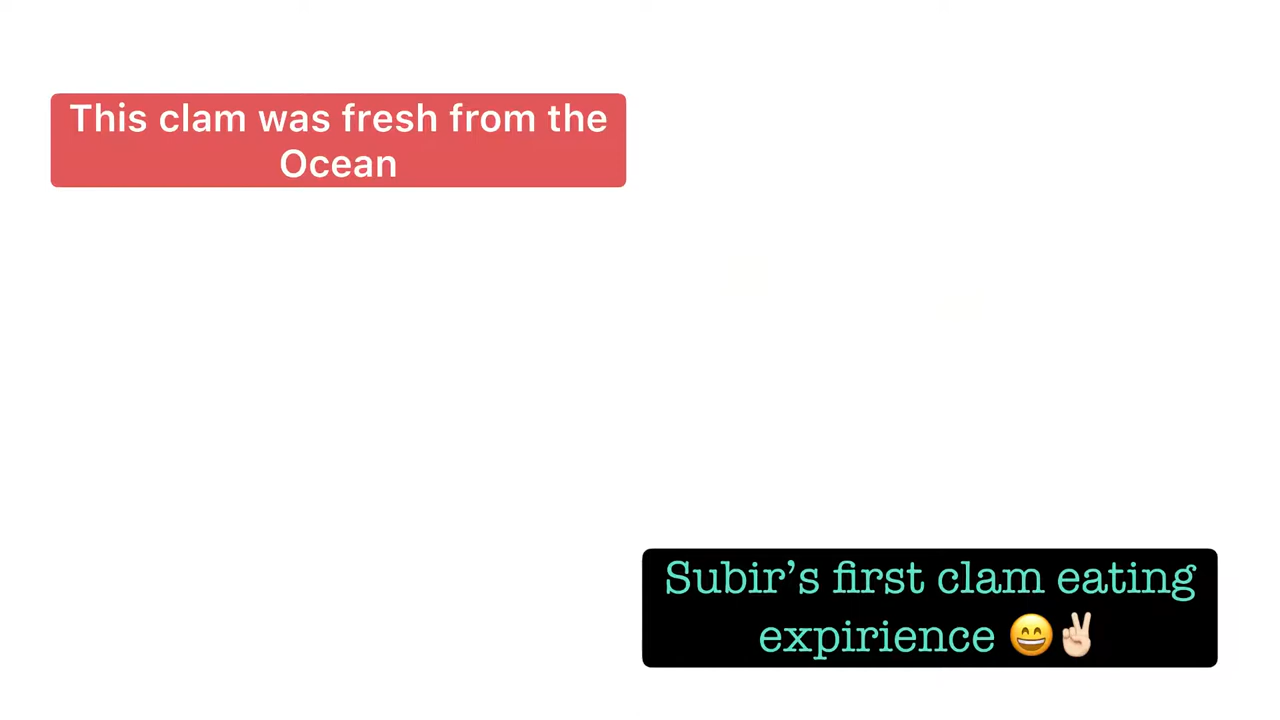 This clam was fresh from the
Ocean
Subir’s first clam eating
expirience 😄✌🏻